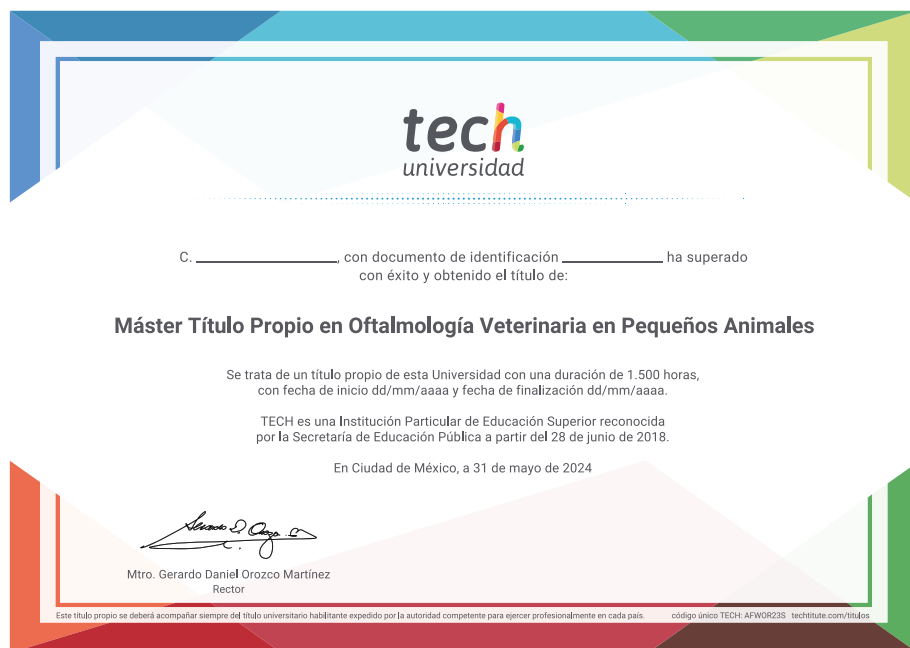 tech
universidad
C. ____________, con documento de identificación ____________ ha superado
con éxito y obtenido el título de:
Máster Título Propio en Oftalmología Veterinaria en Pequeños Animales
Se trata de un título propio de esta Universidad con una duración de 1.500 horas,
con fecha de inicio dd/mm/aaaa y fecha de finalización dd/mm/aaaa.
TECH es una Institución Particular de Educación Superior reconocida
por la Secretaría de Educación Pública a partir del 28 de junio de 2018.
En Ciudad de México, a 31 de mayo de 2024
Mtro. Gerardo Daniel Orozco Martínez
Rector
Este título propio se deberá acompañar siempre del título universitario habilitante expedido por la autoridad competente para ejercer profesionalmente en cada país. código único TECH: AFWOR23S techtitute.com/titulos